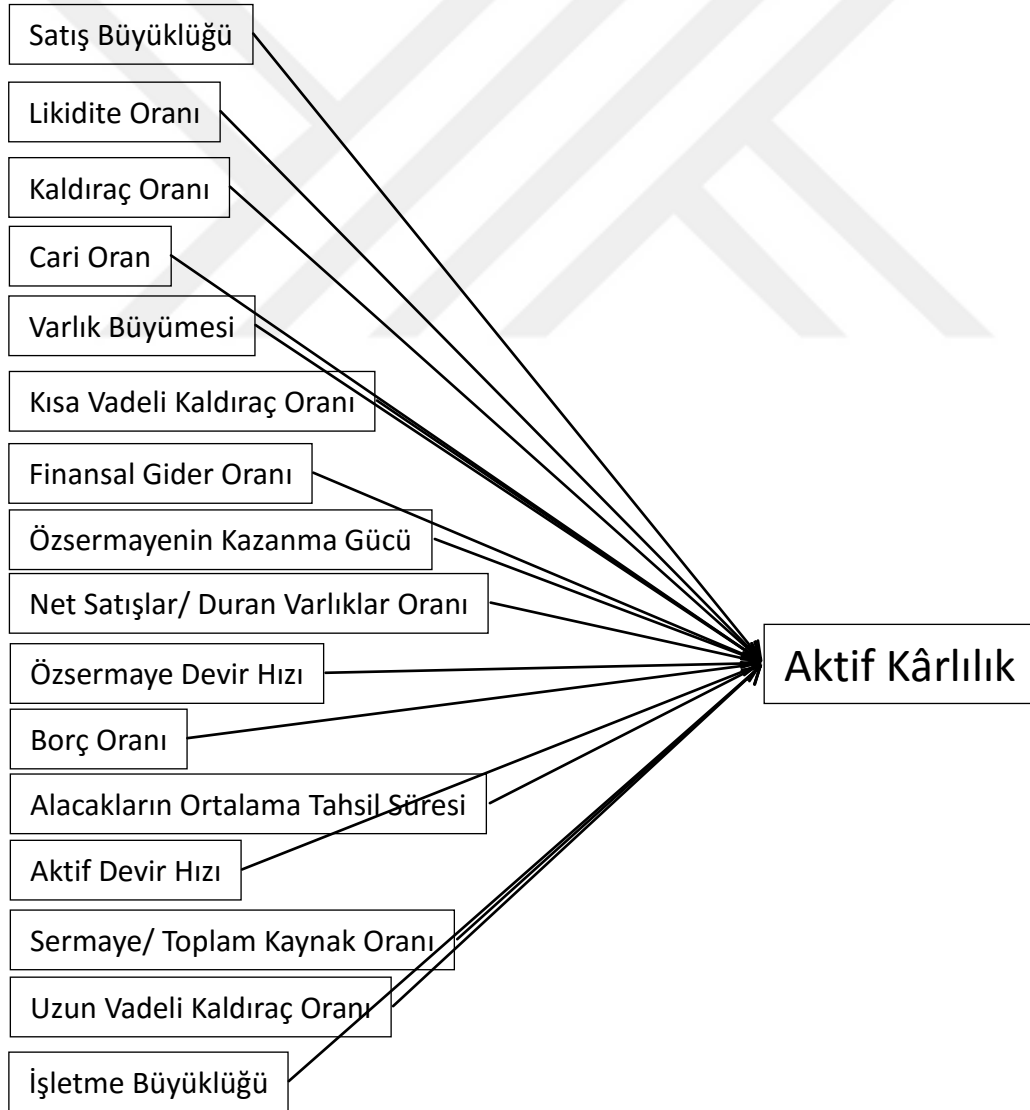 Satış Büyüklüğü
Likidite Oranı
Kaldıraç Oranı
Cari Oran
Varlık Büyümesi
Kısa Vadeli Kaldıraç Oranı
Finansal Gider Oranı
Özsermayenin Kazanma Gücü
Net Satışlar/ Duran Varlıklar Oranı
Özsermaye Devir Hızı
Borç Oranı
Alacakların Ortalama Tahsil Süresi
Aktif Devir Hızı
Sermaye/ Toplam Kaynak Oranı
Uzun Vadeli Kaldıraç Oranı
İşletme Büyüklüğü
Aktif Kârlılık